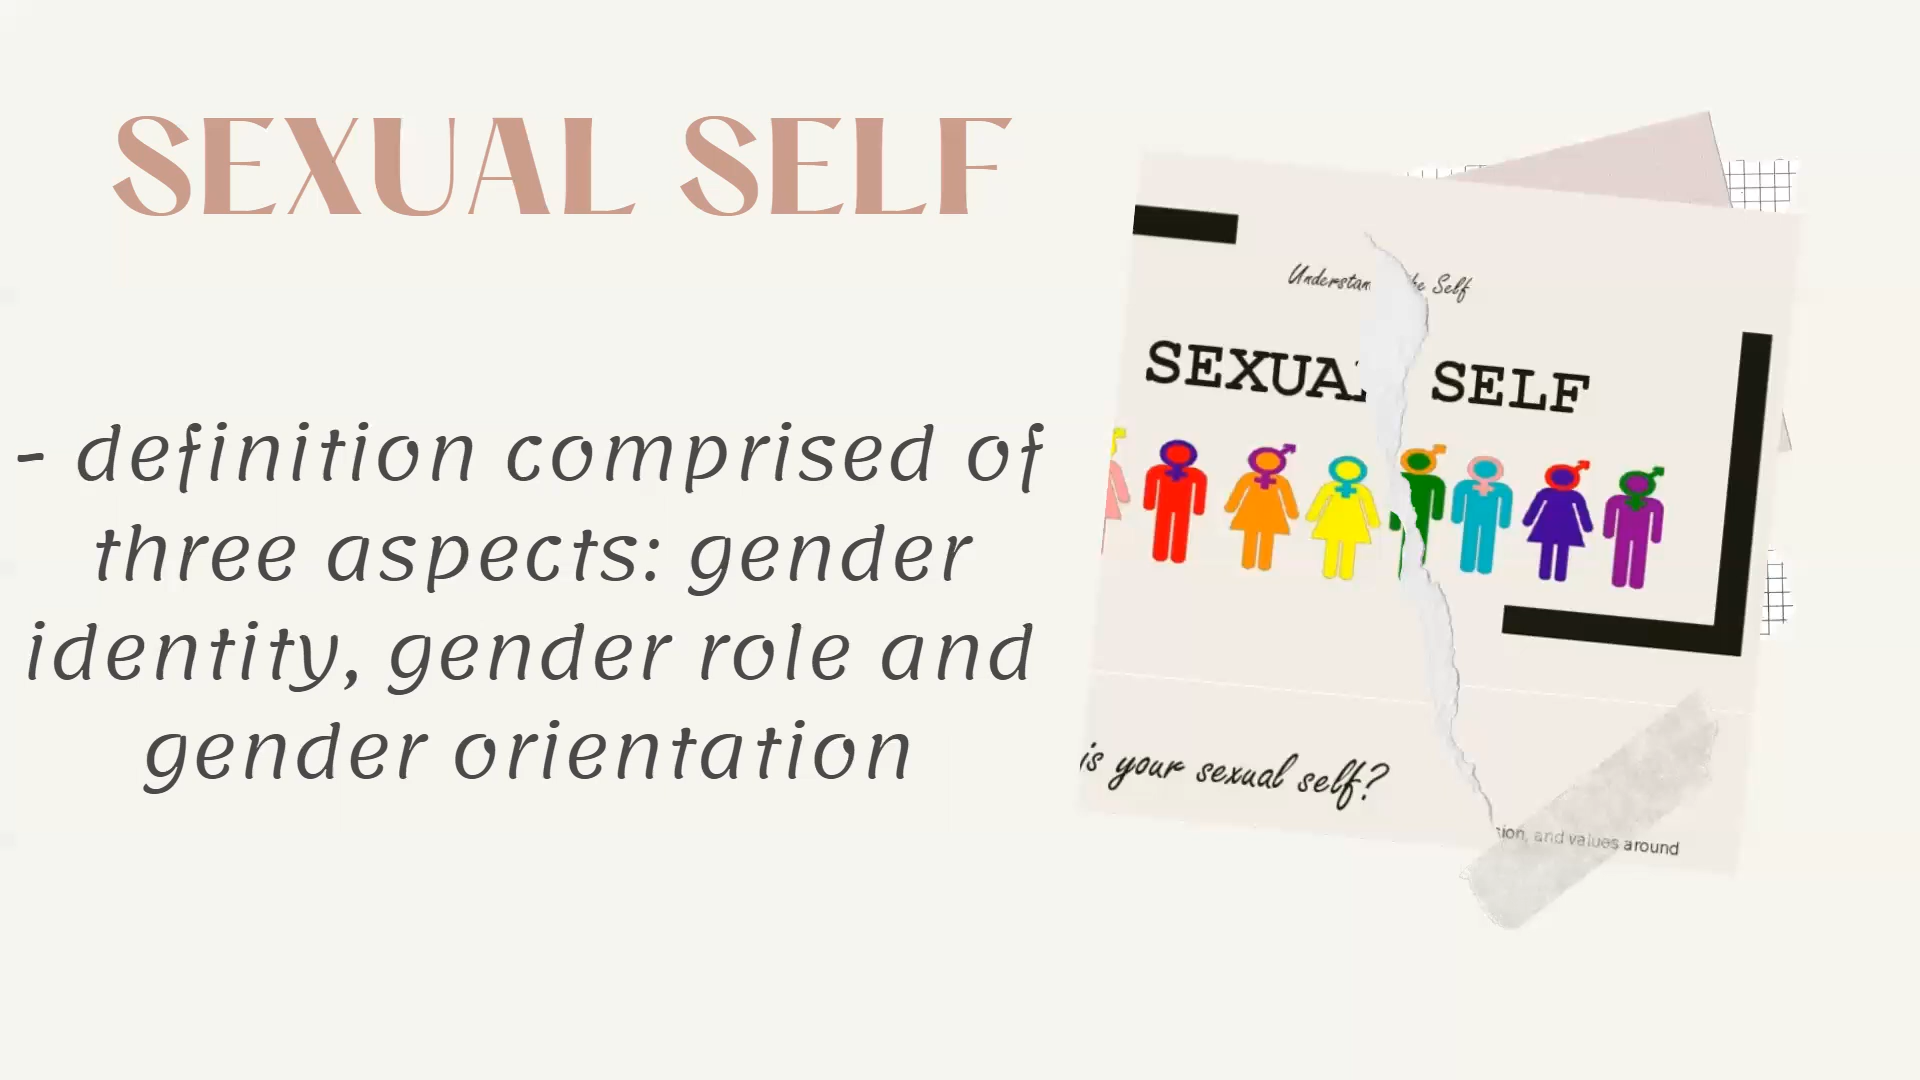 SEXUAL SELF
- definition comprised of
three aspects: gender
identity, gender role and
gender orientation
Self
SELF
is your sexual self?
and values around